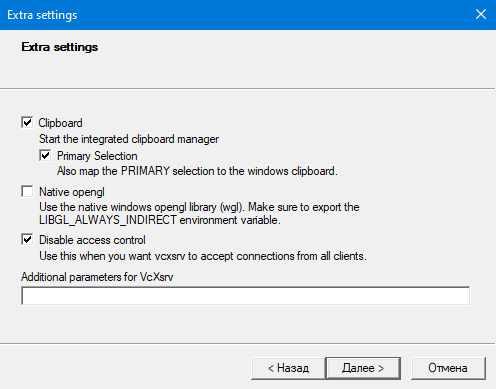 Extra settings
Extra settings
Clipboard
Start the integrated clipboard manager
Primary Selection
Also map the PRIMARY selection to the windows clipboard.
Native opengl
Use the native windows opengl library (wgl). Make sure to export the
LIBGL_ALWAYS_INDIRECT environment variable.
Disable access control
Use this when you want vcxsrv to accept connections from all clients.
Additional parameters for VcXsrv
< Назад
Далее >
Отмена